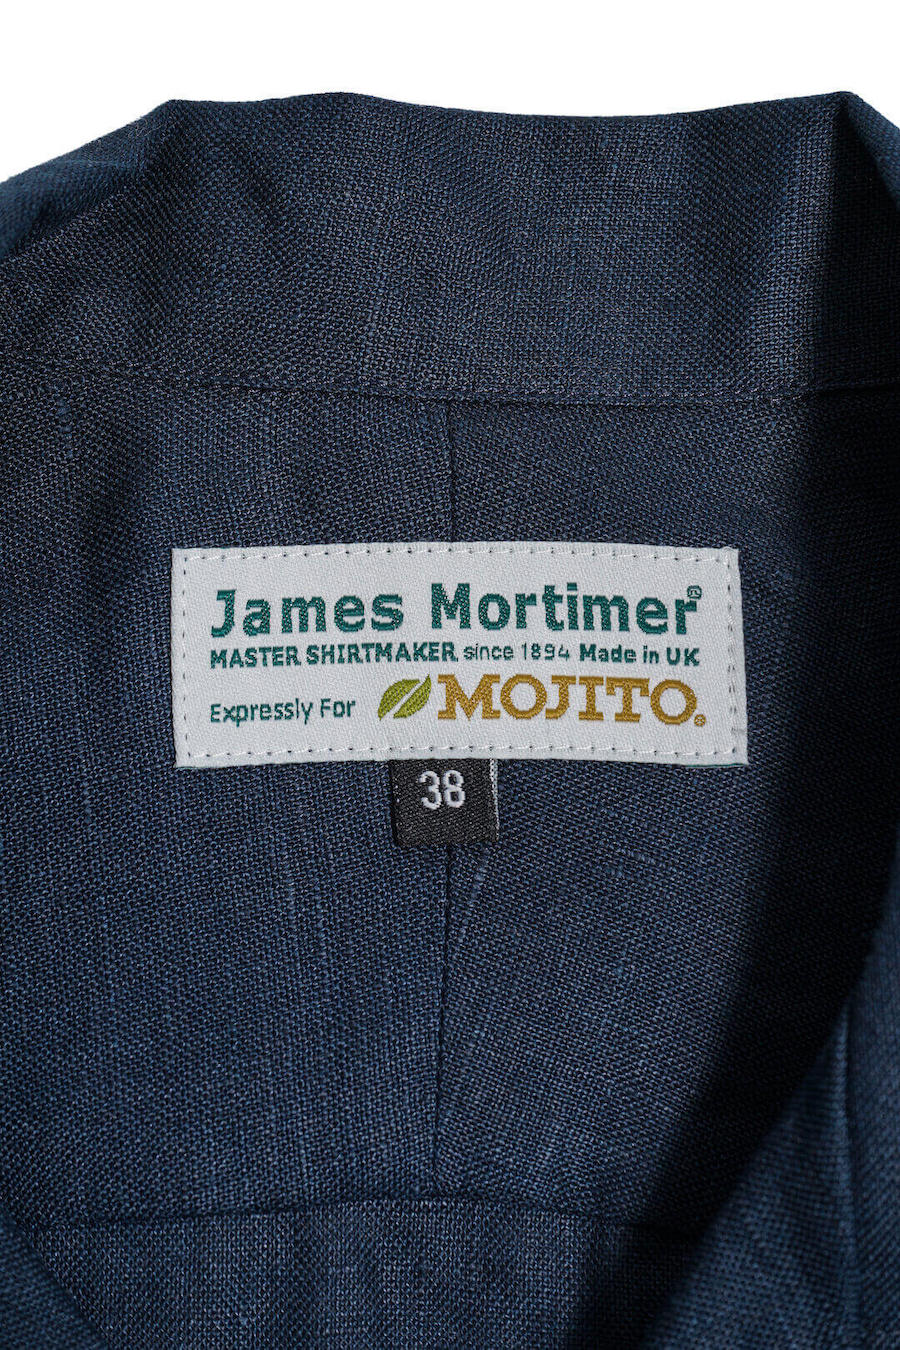 James Mortimer®
MASTER SHIRTMAKER since 1894 Made in UK
Expressly For MOJITO®
38